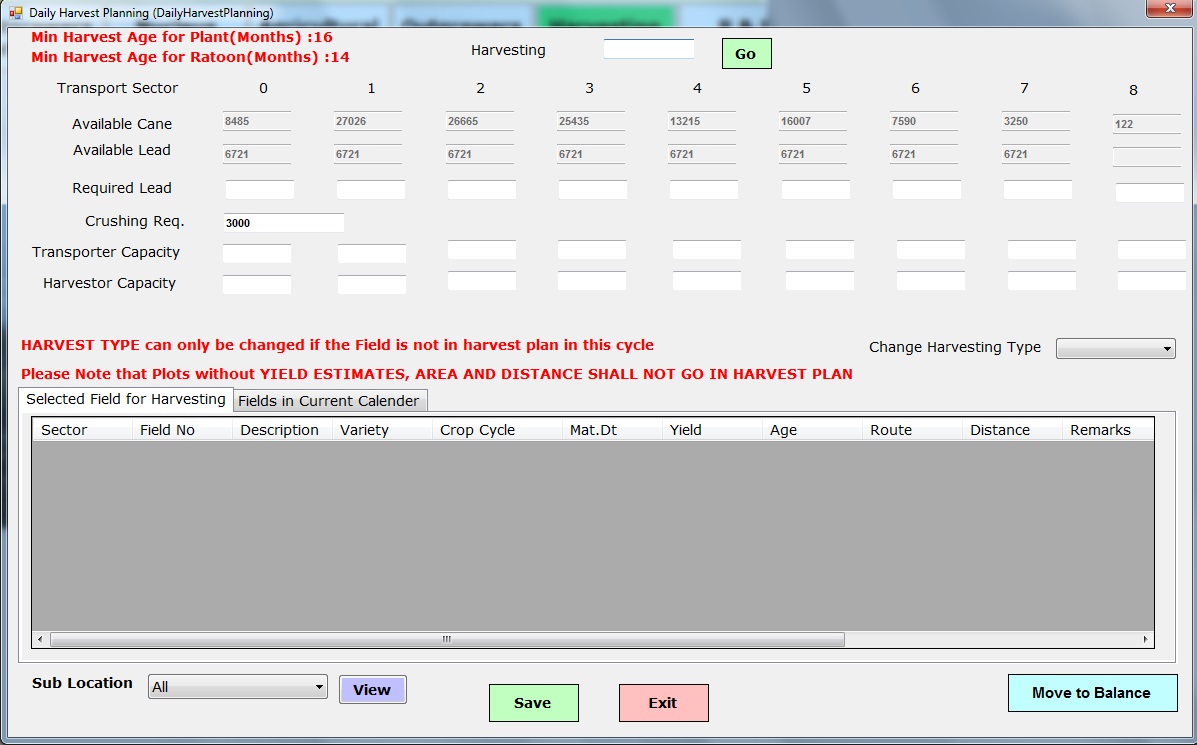 Daily Harvest Planning (DailyHarvestPlanning)
Min Harvest Age for Plant(Months) :16
Min Harvest Age for Ratoon(Months) :14
Harvesting
Go
Transport Sector 0 1 2 3 4 5 6 7 8
Available Cane 8485 27026 26665 25435 13215 16007 7590 3250 122
Available Lead 6721 6721 6721 6721 6721 6721 6721 6721
Required Lead
Crushing Req. 3000
Transporter Capacity
Harvestor Capacity
HARVEST TYPE can only be changed if the Field is not in harvest plan in this cycle
Change Harvesting Type
Please Note that Plots without YIELD ESTIMATES, AREA AND DISTANCE SHALL NOT GO IN HARVEST PLAN
Selected Field for Harvesting Fields in Current Calender
Sector Field No Description Variety Crop Cycle Mat.Dt Yield Age Route Distance Remarks
Sub Location All View Save Exit Move to Balance